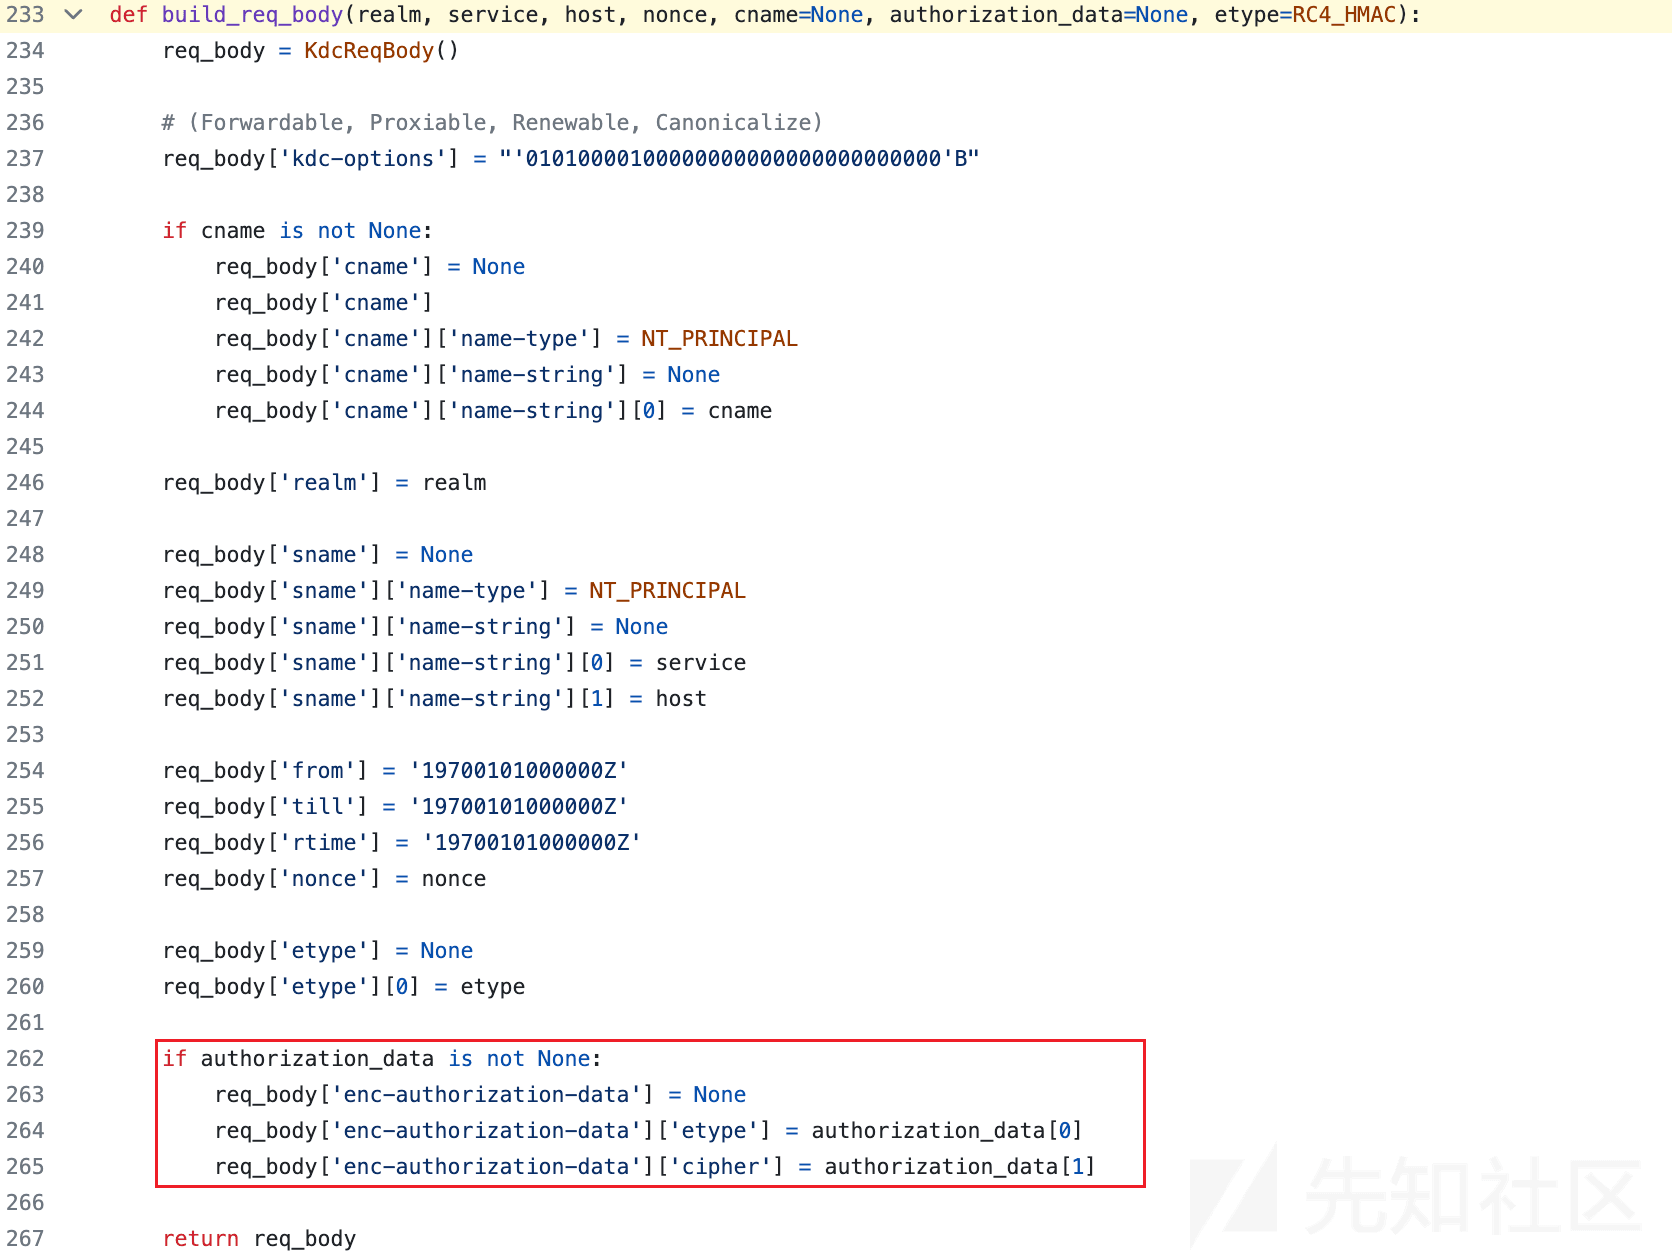 233 def build_req_body(realm, service, host, nonce, cname=None, authorization_data=None, etype=RC4_HMAC):
234     req_body = KdcReqBody()
235
236     # (Forwardable, Proxiable, Renewable, Canonicalize)
237     req_body['kdc-options'] = "'01010000100000000000000000000000'B"
238
239     if cname is not None:
240         req_body['cname'] = None
241         req_body['cname']
242         req_body['cname']['name-type'] = NT_PRINCIPAL
243         req_body['cname']['name-string'] = None
244         req_body['cname']['name-string'][0] = cname
245
246     req_body['realm'] = realm
247
248     req_body['sname'] = None
249     req_body['sname']['name-type'] = NT_PRINCIPAL
250     req_body['sname']['name-string'] = None
251     req_body['sname']['name-string'][0] = service
252     req_body['sname']['name-string'][1] = host
253
254     req_body['from'] = '19700101000000Z'
255     req_body['till'] = '19700101000000Z'
256     req_body['rtime'] = '19700101000000Z'
257     req_body['nonce'] = nonce
258
259     req_body['etype'] = None
260     req_body['etype'][0] = etype
261
262     if authorization_data is not None:
263         req_body['enc-authorization-data'] = None
264         req_body['enc-authorization-data']['etype'] = authorization_data[0]
265         req_body['enc-authorization-data']['cipher'] = authorization_data[1]
266
267     return req_body
先知社区